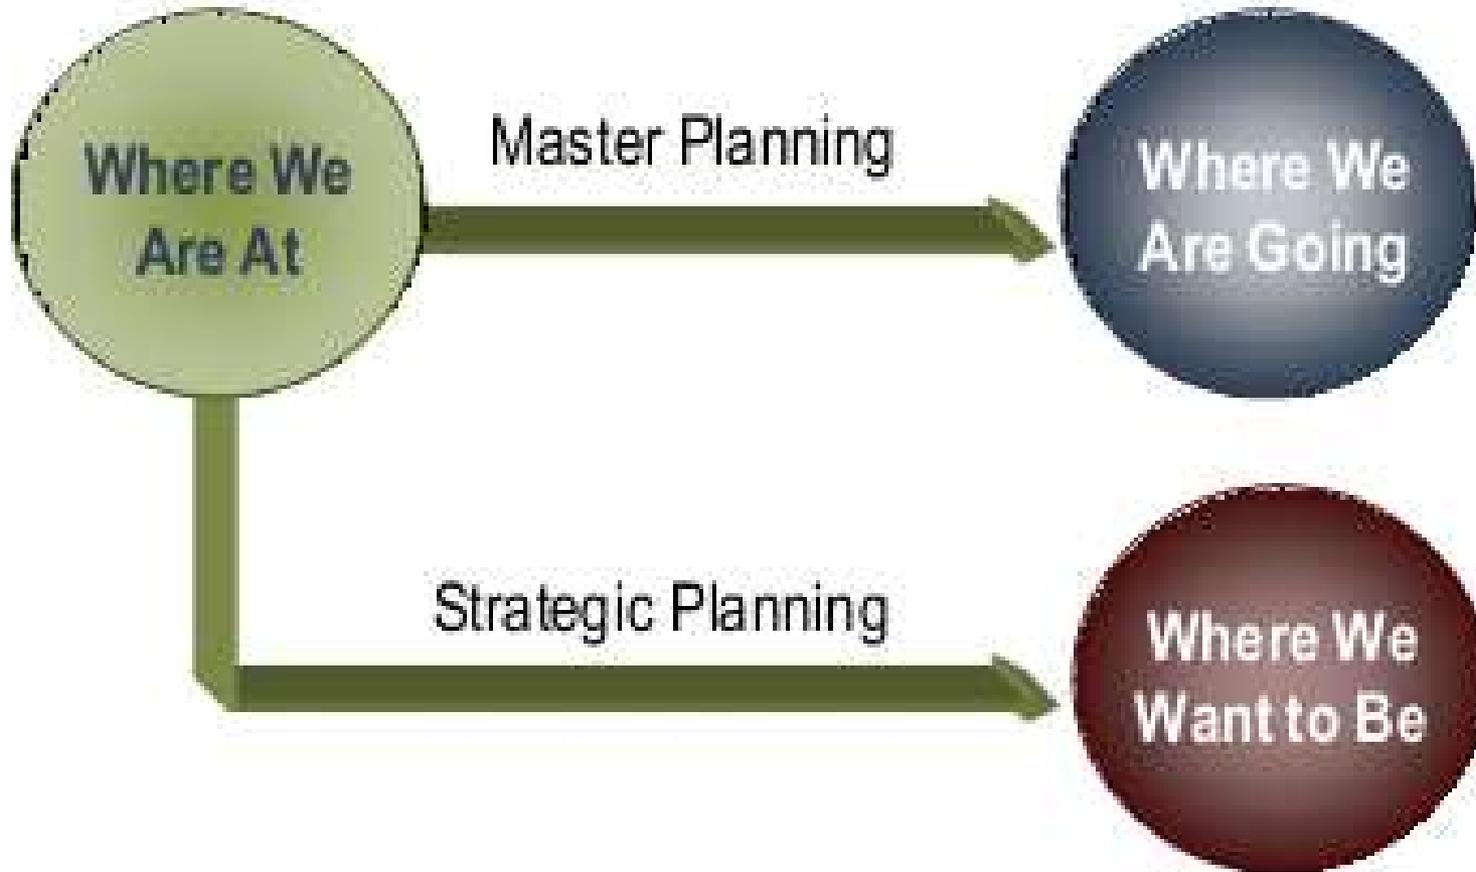 Where We
Are At
Master Planning
Where We
Are Going
Strategic Planning
Where We
Want to Be